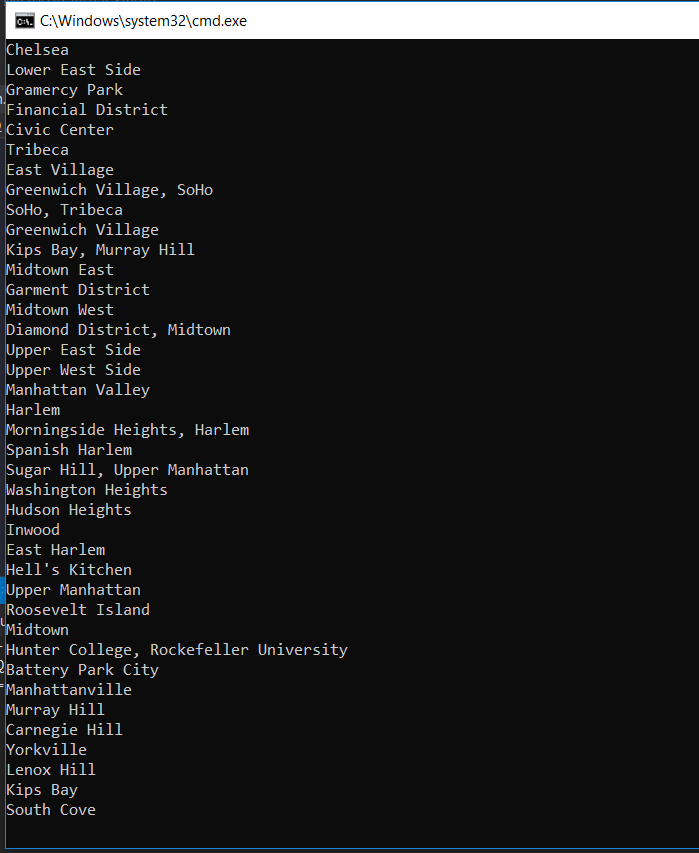 C:\Windows\system32\cmd.exe
Chelsea
Lower East Side
Gramercy Park
Financial District
Civic Center
Tribeca
East Village
Greenwich Village, SoHo
SoHo, Tribeca
Greenwich Village
Kips Bay, Murray Hill
Midtown East
Garment District
Midtown West
Diamond District, Midtown
Upper East Side
Upper West Side
Manhattan Valley
Harlem
Morningside Heights, Harlem
Spanish Harlem
Sugar Hill, Upper Manhattan
Washington Heights
Hudson Heights
Inwood
East Harlem
Hell's Kitchen
Upper Manhattan
Roosevelt Island
Midtown
Hunter College, Rockefeller University
Battery Park City
Manhattanville
Murray Hill
Carnegie Hill
Yorkville
Lenox Hill
Kips Bay
South Cove